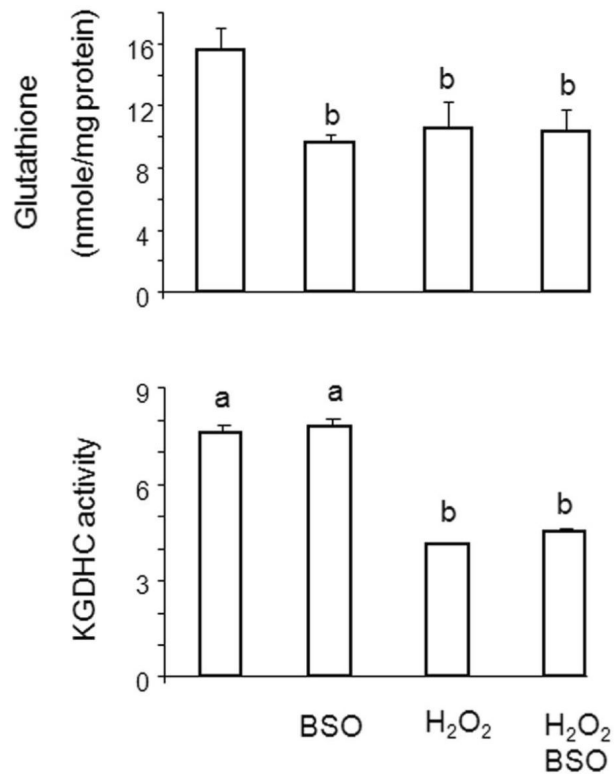 Glutathione
(nmole/mg protein)
16
12
8
4
0
b
b
b
KGDHC activity
9
6
3
0
a
a
b
b
BSO
H₂O₂
H₂O₂
BSO